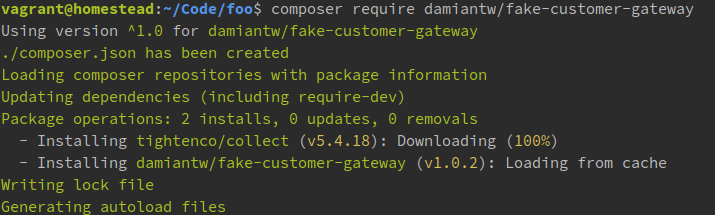 vagrant@homestead:~/Code/foo$ composer require damiantw/fake-customer-gateway
Using version ^1.0 for damiantw/fake-customer-gateway
./composer.json has been created
Loading composer repositories with package information
Updating dependencies (including require-dev)
Package operations: 2 installs, 0 updates, 0 removals
  - Installing tightenco/collect (v5.4.18): Downloading (100%)
  - Installing damiantw/fake-customer-gateway (v1.0.2): Loading from cache
Writing lock file
Generating autoload files